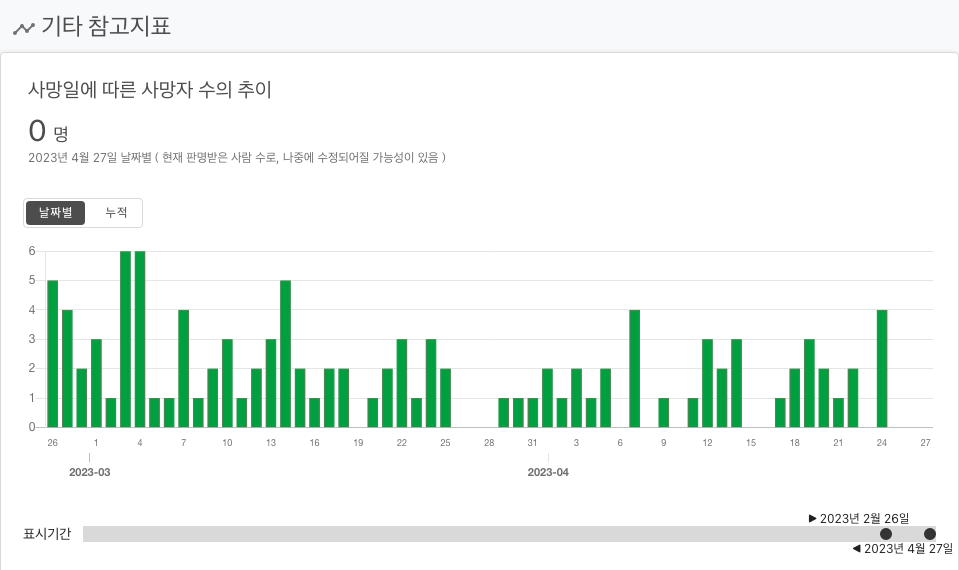 기타 참고지표
사망일에 따른 사망자 수의 추이
0 명
2023년 4월 27일 날짜별 ( 현재 판명받은 사람 수로, 나중에 수정되어질 가능성이 있음 )
날짜별 누적
6
5
4
3
2
1
0
26 1 4 7 10 13 16 19 22 25 28 31 3 6 9 12 15 18 21 24 27
2023-03 2023-04
▶ 2023년 2월 26일
표시기간
◀ 2023년 4월 27일